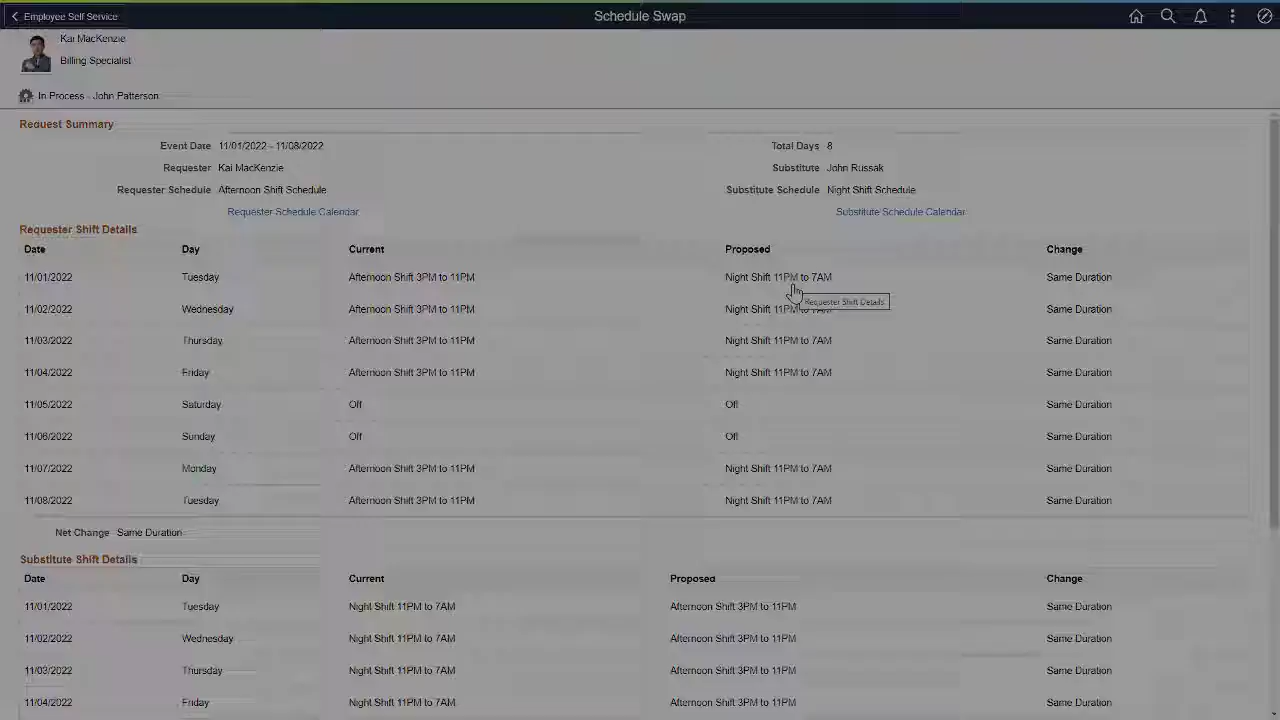 Employee Self Service
Schedule Swap
Kai MacKenzie
Billing Specialist
In Process - John Patterson
Request Summary
Event Date 11/01/2022 - 11/08/2022 Total Days 8
Requester Kai MacKenzie Substitute John Russak
Requester Schedule Afternoon Shift Schedule Substitute Schedule Night Shift Schedule
Requester Schedule Calendar Substitute Schedule Calendar
Requester Shift Details
Date Day Current Proposed Change
11/01/2022 Tuesday Afternoon Shift 3PM to 11PM Night Shift 11PM to 7AM Same Duration
Requester Shift Details
11/02/2022 Wednesday Afternoon Shift 3PM to 11PM Night Shift 11PM to 7AM Same Duration
11/03/2022 Thursday Afternoon Shift 3PM to 11PM Night Shift 11PM to 7AM Same Duration
11/04/2022 Friday Afternoon Shift 3PM to 11PM Night Shift 11PM to 7AM Same Duration
11/05/2022 Saturday Off Off Same Duration
11/06/2022 Sunday Off Off Same Duration
11/07/2022 Monday Afternoon Shift 3PM to 11PM Night Shift 11PM to 7AM Same Duration
11/08/2022 Tuesday Afternoon Shift 3PM to 11PM Night Shift 11PM to 7AM Same Duration
Net Change Same Duration
Substitute Shift Details
Date Day Current Proposed Change
11/01/2022 Tuesday Night Shift 11PM to 7AM Afternoon Shift 3PM to 11PM Same Duration
11/02/2022 Wednesday Night Shift 11PM to 7AM Afternoon Shift 3PM to 11PM Same Duration
11/03/2022 Thursday Night Shift 11PM to 7AM Afternoon Shift 3PM to 11PM Same Duration
11/04/2022 Friday Night Shift 11PM to 7AM Afternoon Shift 3PM to 11PM Same Duration